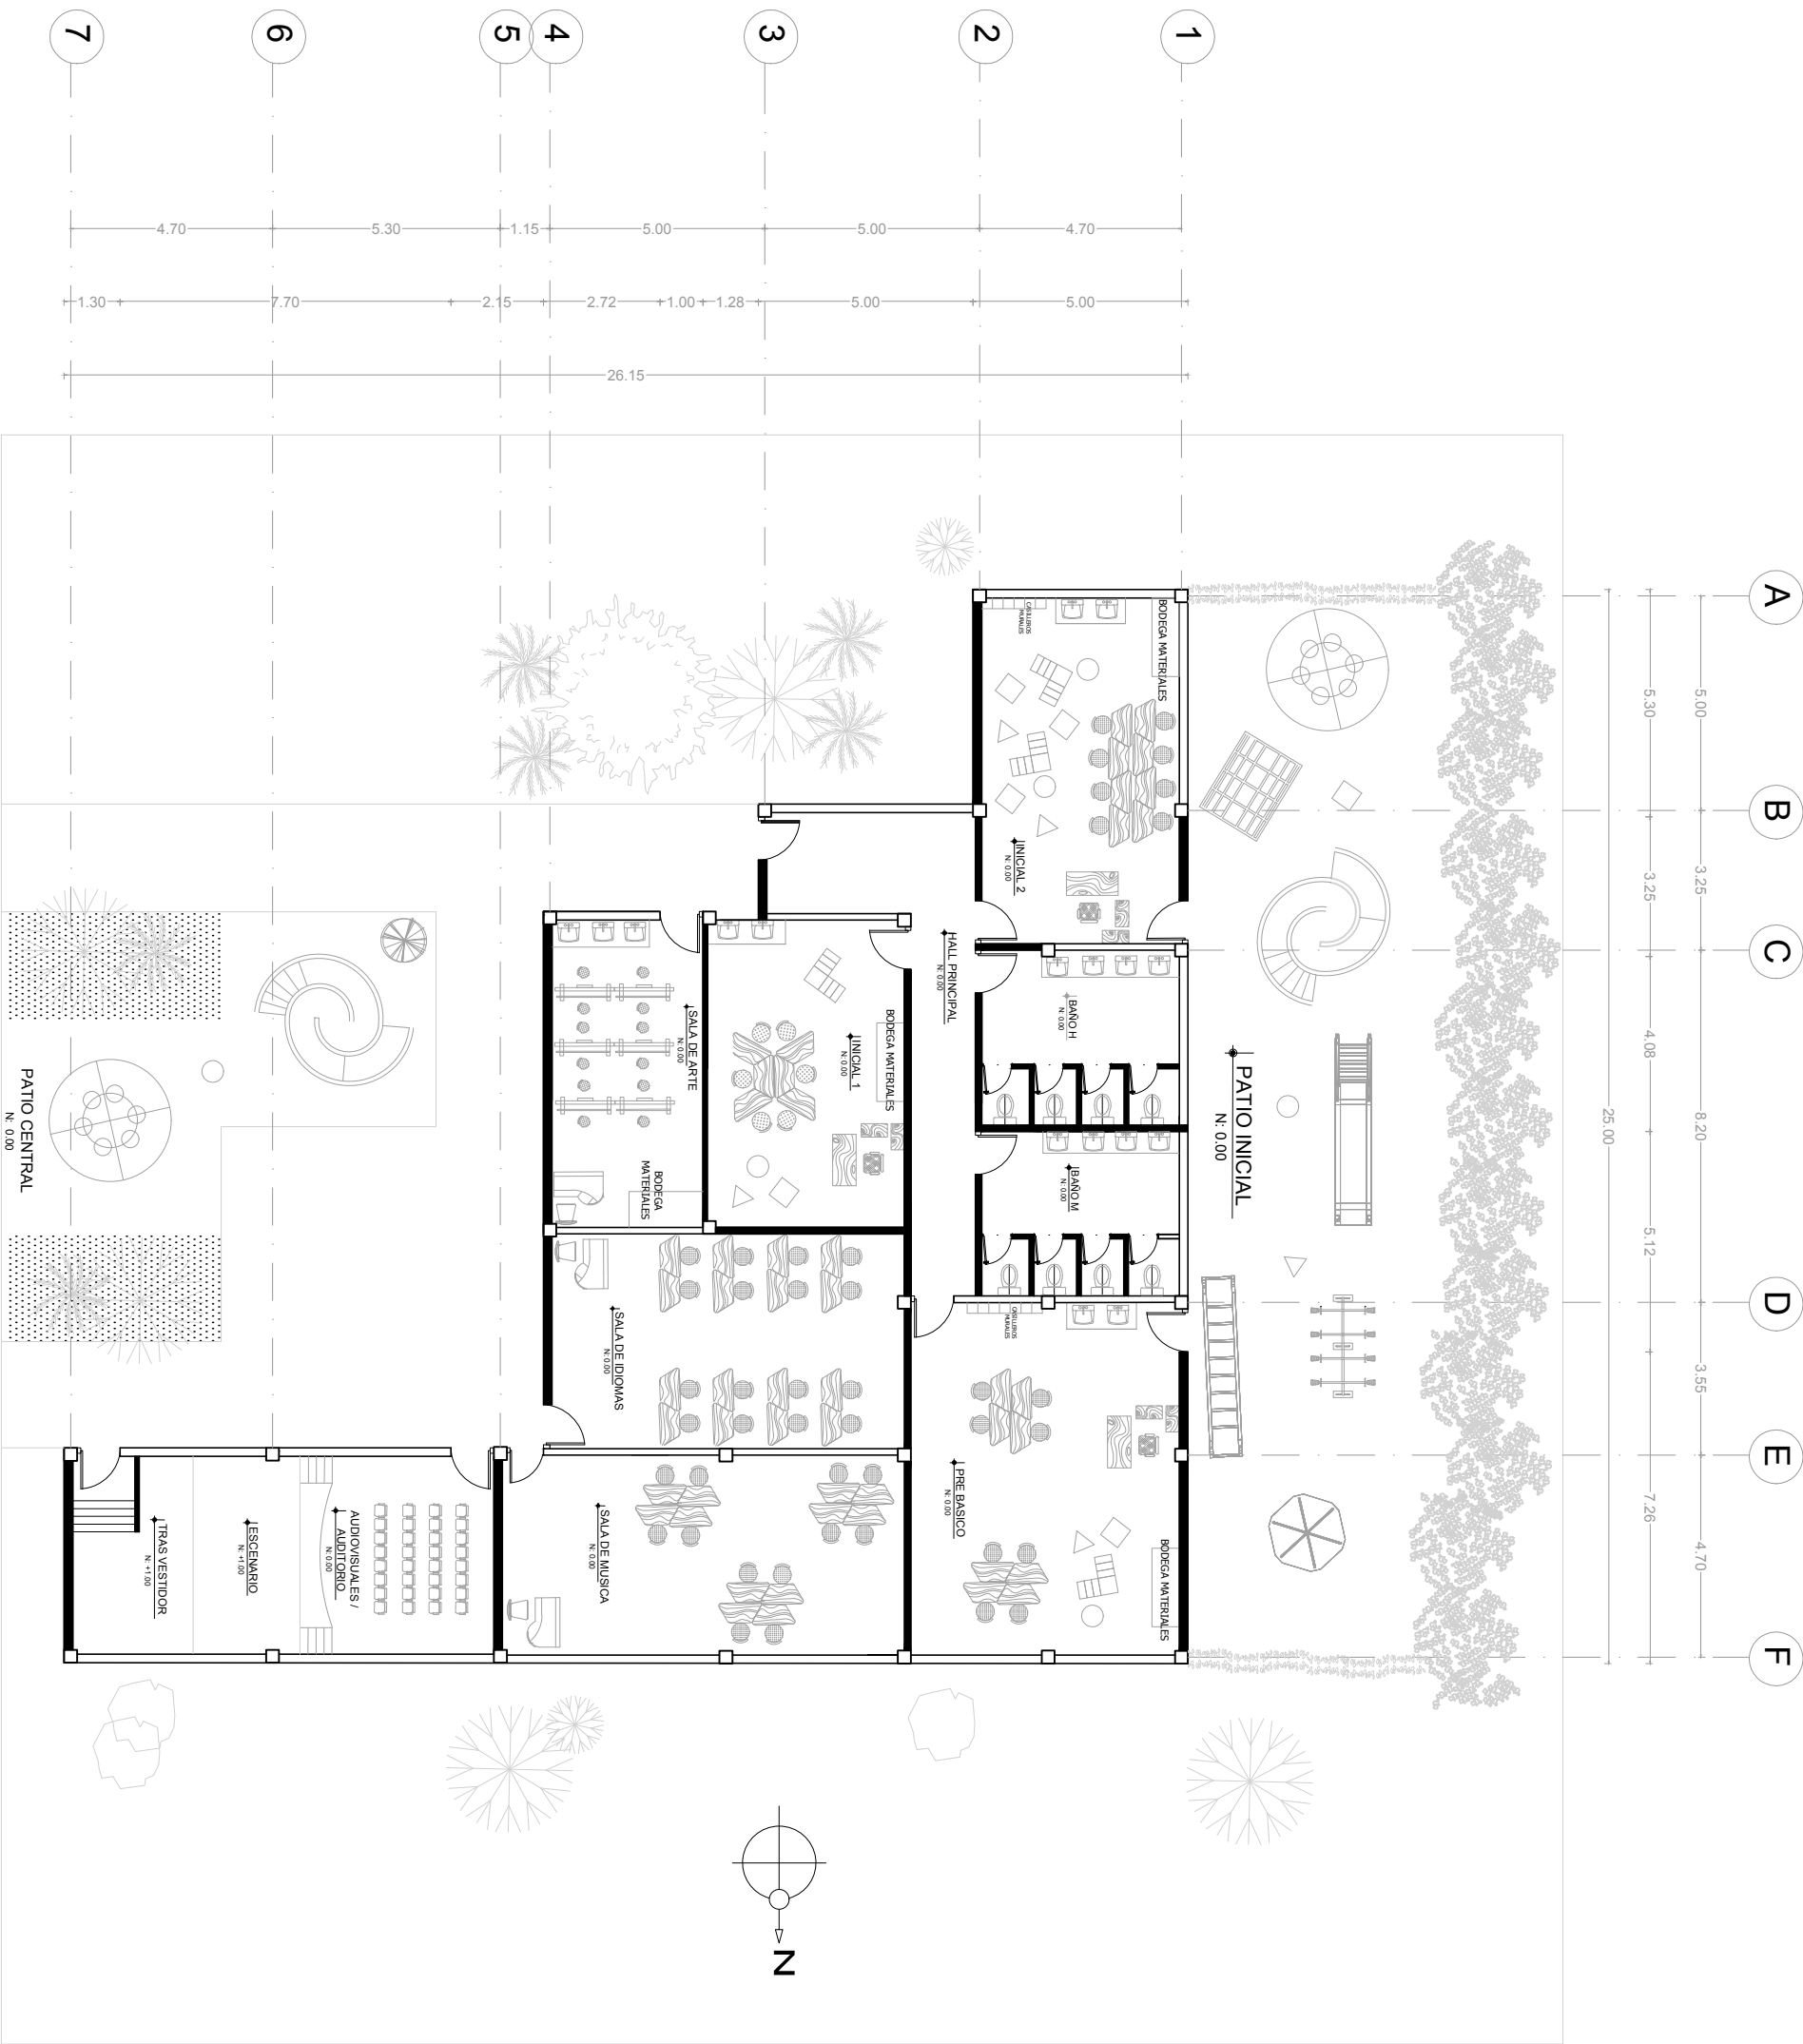 7
6
5
4
3
2
1
4.70
5.30
1.15
5.00
5.00
4.70
1.30
7.70
2.15
2.72
1.00
1.28
5.00
5.00
26.15
A
B
C
D
E
F
5.00
3.25
8.20
3.55
4.70
5.30
3.25
4.08
5.12
7.26
25.00
BODEGA MATERIALES
CASILLEROS
MURALES
INICIAL 2
N: 0.00
HALL PRINCIPAL
N: 0.00
BAÑO H
N: 0.00
BAÑO M
N: 0.00
PATIO INICIAL
N: 0.00
SALA DE ARTE
N: 0.00
INICIAL 1
N: 0.00
BODEGA MATERIALES
BODEGA
MATERIALES
PATIO CENTRAL
N: 0.00
SALA DE IDIOMAS
N: 0.00
CASILLEROS
MURALES
PRE BASICO
N: 0.00
BODEGA MATERIALES
SALA DE MUSICA
N: 0.00
AUDIOVISUALES /
AUDITORIO
N: 0.00
ESCENARIO
N: +1.00
TRAS VESTIDOR
N: +1.00
N